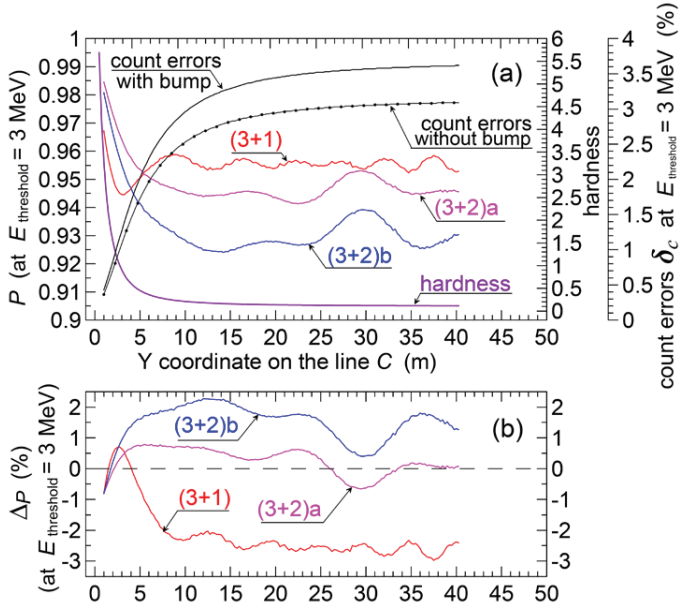 1
0.99
0.98
0.97
0.96
0.95
0.94
0.93
0.92
0.91
0.9
P (at E threshold = 3 MeV)
count errors
with bump
(a)
count errors
without bump
(3+1)
(3+2)a
(3+2)b
hardness
6
5.5
5
4.5
4
3.5
3
2.5
2
1.5
1
0.5
0
hardness
4
3
2
1
0
count errors δc at E threshold = 3 MeV (%)
0 5 10 15 20 25 30 35 40 45 50
Y coordinate on the line C (m)
2
1
0
-1
-2
-3
ΔP (%)
(at E threshold = 3 MeV)
(3+2)b
(b)
(3+1)
(3+2)a
2
1
0
-1
-2
-3
0 5 10 15 20 25 30 35 40 45 50